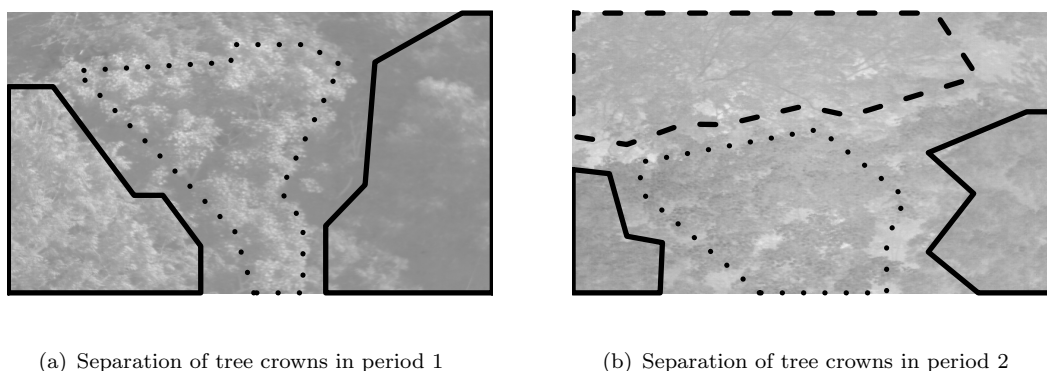 (a) Separation of tree crowns in period 1
(b) Separation of tree crowns in period 2